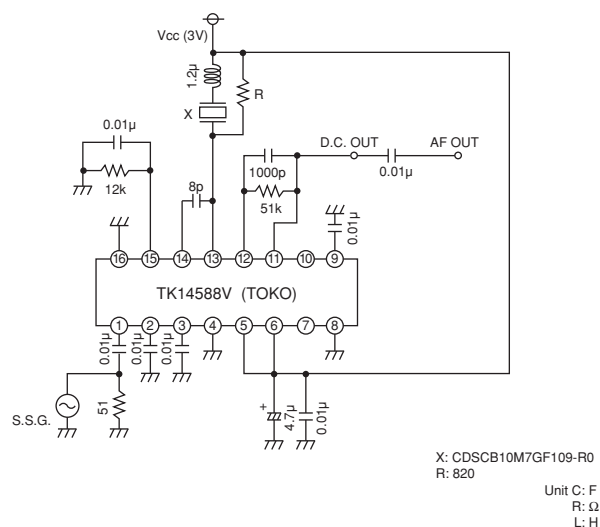 Vcc (3V)
1.2µ
R
X
0.01µ
12k
D.C. OUT
AF OUT
1000p
0.01µ
8p
51k
0.01µ
16 15 14 13 12 11 10 9
TK14588V (TOKO)
1 2 3 4 5 6 7 8
0.01µ
0.01µ
0.01µ
S.S.G.
51
+
4.7µ
0.01µ
X: CDSCB10M7GF109-R0
R: 820
Unit C: F
R: Ω
L: H